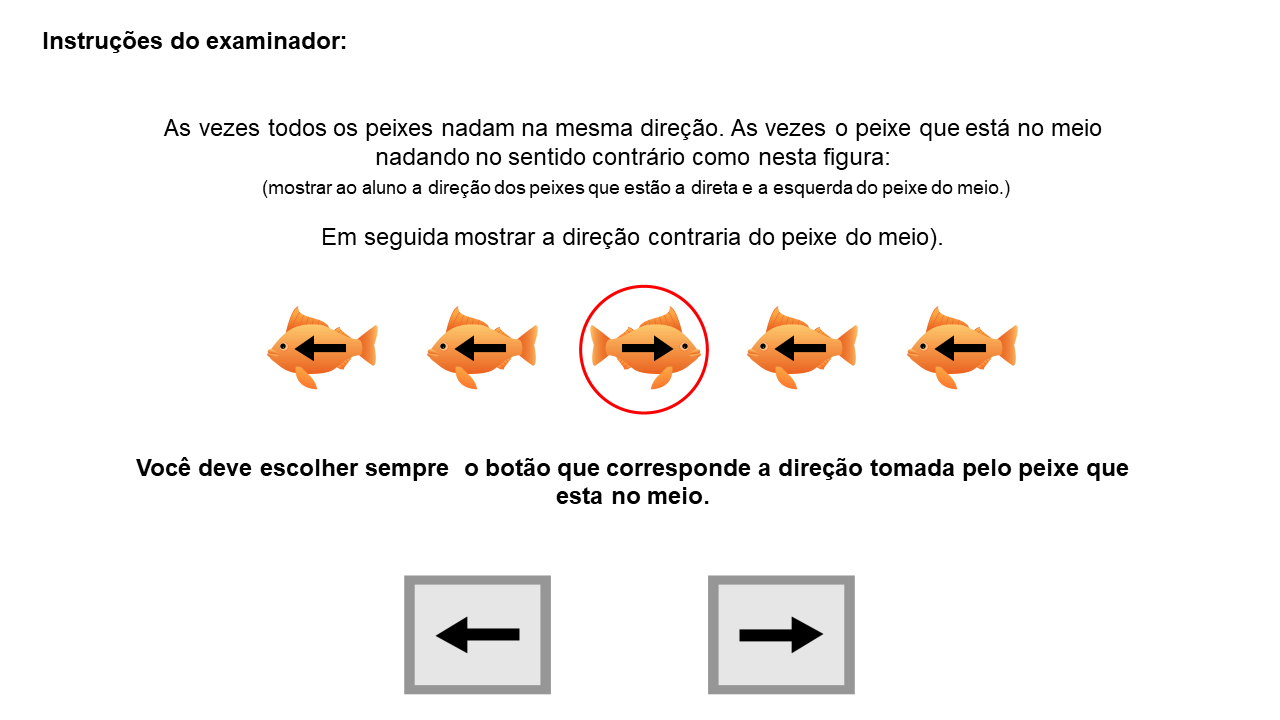 Instruções do examinador:
As vezes todos os peixes nadam na mesma direção. As vezes o peixe que está no meio
nadando no sentido contrário como nesta figura:
(mostrar ao aluno a direção dos peixes que estão a direta e a esquerda do peixe do meio.)
Em seguida mostrar a direção contraria do peixe do meio).
Você deve escolher sempre  o botão que corresponde a direção tomada pelo peixe que
esta no meio.